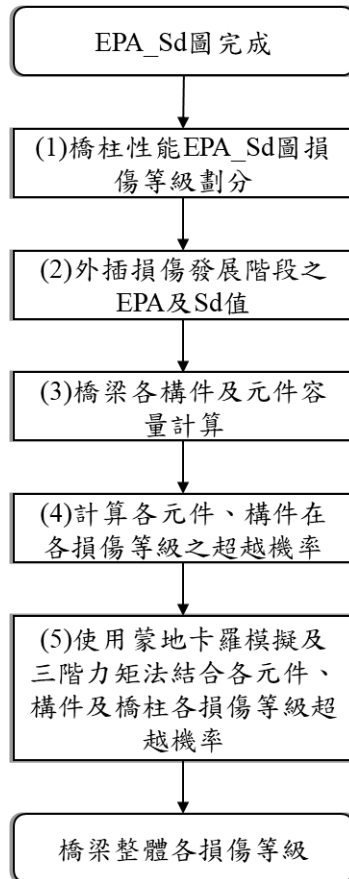 EPA_Sd圖完成
(1)橋柱性能EPA_Sd圖損
傷等級劃分
(2)外插損傷發展階段之
EPA及Sd值
(3)橋梁各構件及元件容
量計算
(4)計算各元件、構件在
各損傷等級之超越機率
(5)使用蒙地卡羅模擬及
三階力矩法結合各元件、
構件及橋柱各損傷等級超
越機率
橋梁整體各損傷等級